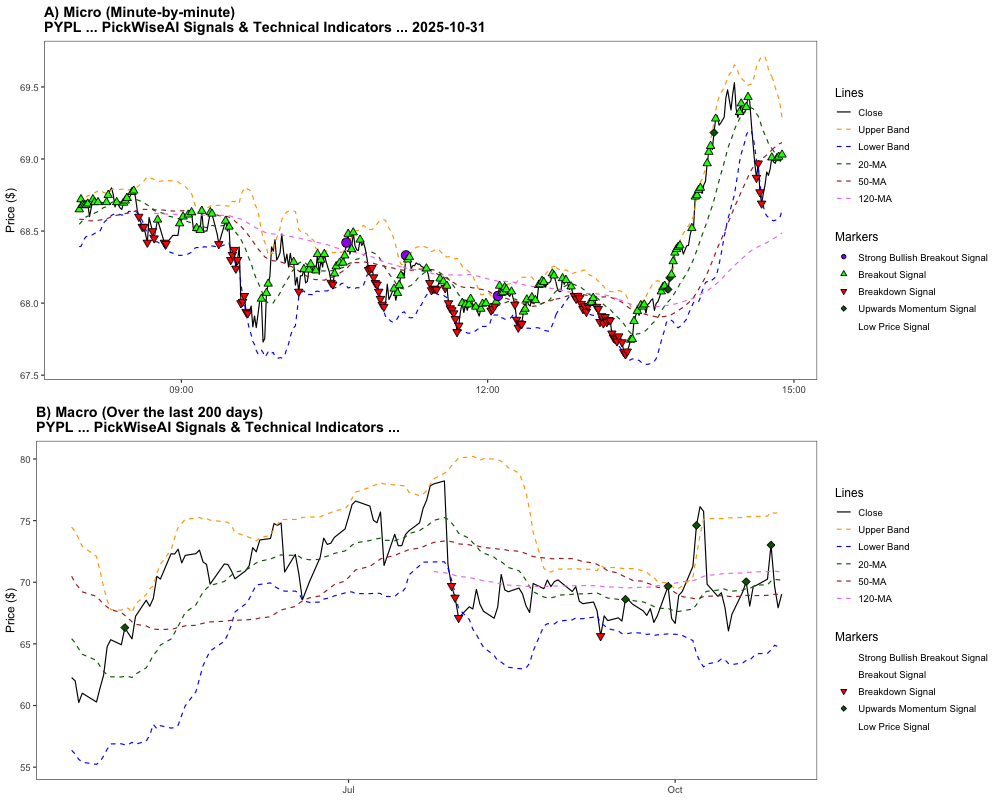 A) Micro (Minute-by-minute)
PYPL ... PickWiseAI Signals & Technical Indicators ... 2025-10-31
Price ($)
69.5
69.0
68.5
68.0
67.5
09:00
12:00
15:00
Lines
Close
Upper Band
Lower Band
20-MA
50-MA
120-MA
Markers
Strong Bullish Breakout Signal
Breakout Signal
Breakdown Signal
Upwards Momentum Signal
Low Price Signal
B) Macro (Over the last 200 days)
PYPL ... PickWiseAI Signals & Technical Indicators ...
Price ($)
80
75
70
65
60
55
Jul
Oct
Lines
Close
Upper Band
Lower Band
20-MA
50-MA
120-MA
Markers
Strong Bullish Breakout Signal
Breakout Signal
Breakdown Signal
Upwards Momentum Signal
Low Price Signal